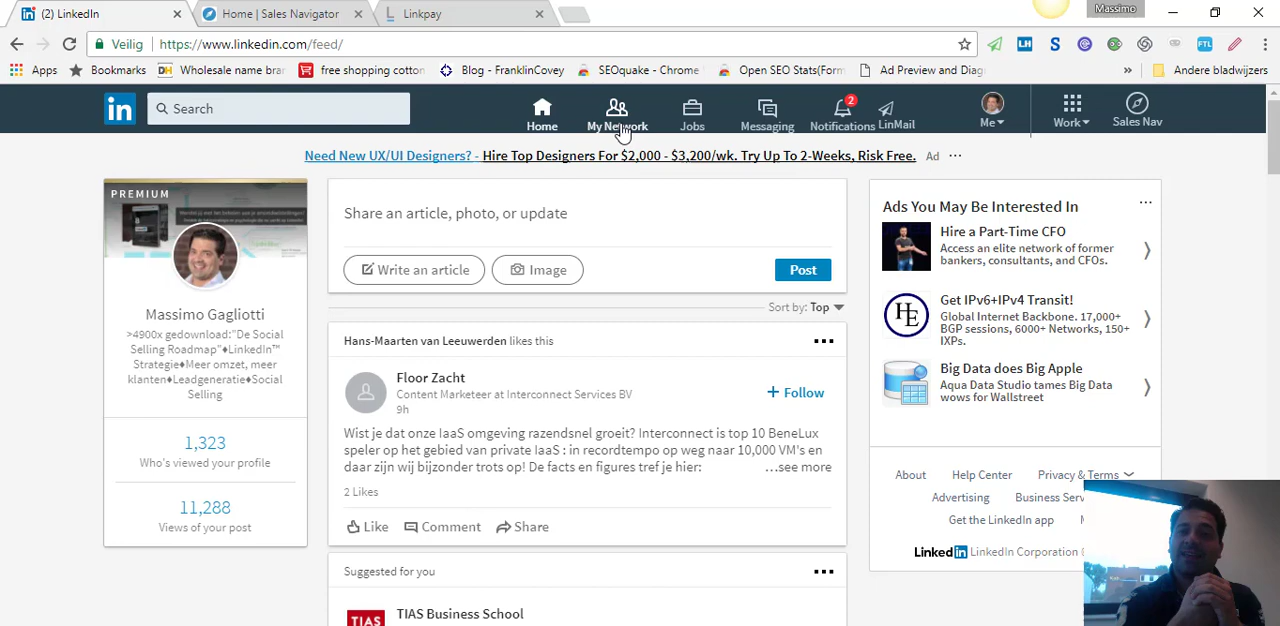 (2) LinkedIn
Home | Sales Navigator
Linkpay
Massimo
Veilig
https://www.linkedin.com/feed/
Apps
Bookmarks
DH Wholesale name bran
free shopping cotton
Blog - FranklinCovey
SEOquake - Chrome
Open SEO Stats(Form
Ad Preview and Diag
»
Andere bladwijzers
in
Search
Home
My Network
Jobs
Messaging
2
Notifications
LinMail
Me
Work
Sales Nav
Need New UX/UI Designers? - Hire Top Designers For $2,000 - $3,200/wk. Try Up To 2-Weeks, Risk Free. Ad ...
PREMIUM
Massimo Gagliotti
>4900x gedownload:"De Social
Selling Roadmap"♦LinkedIn™
Strategie♦Meer omzet, meer
klanten♦Leadgeneratie♦Social
Selling
1,323
Who's viewed your profile
11,288
Views of your post
Share an article, photo, or update
Write an article
Image
Post
Sort by: Top
Hans-Maarten van Leeuwerden likes this
Floor Zacht
Content Marketeer at Interconnect Services BV
9h
+ Follow
Wist je dat onze IaaS omgeving razendsnel groeit? Interconnect is top 10 BeneLux
speler op het gebied van private IaaS : in recordtempo op weg naar 10,000 VM's en
daar zijn wij bijzonder trots op! De facts en figures tref je hier: ...see more
2 Likes
Like
Comment
Share
Suggested for you
TIAS
TIAS Business School
Ads You May Be Interested In
Hire a Part-Time CFO
Access an elite network of former
bankers, consultants, and CFOs.
HE
Get IPv6+IPv4 Transit!
Global Internet Backbone. 17,000+
BGP sessions, 6000+ Networks, 150+
IXPs.
Big Data does Big Apple
Aqua Data Studio tames Big Data
wows for Wallstreet
About
Help Center
Privacy & Terms
Advertising
Business Serv
Get the LinkedIn app
LinkedIn LinkedIn Corporation